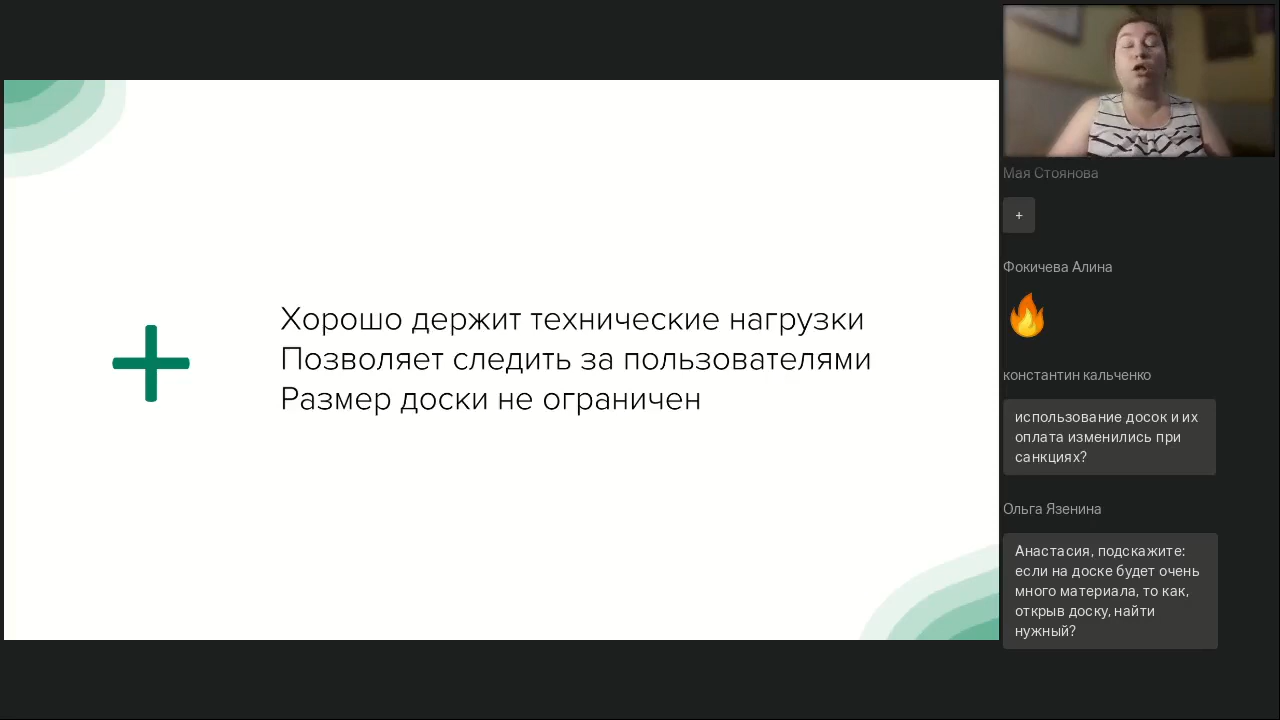 Хорошо держит технические нагрузки
Позволяет следить за пользователями
Размер доски не ограничен
Мая Стоянова
+
Фокичева Алина
константин кальченко
использование досок и их
оплата изменились при
санкциях?
Ольга Язенина
Анастасия, подскажите:
если на доске будет очень
много материала, то как,
открыв доску, найти
нужный?